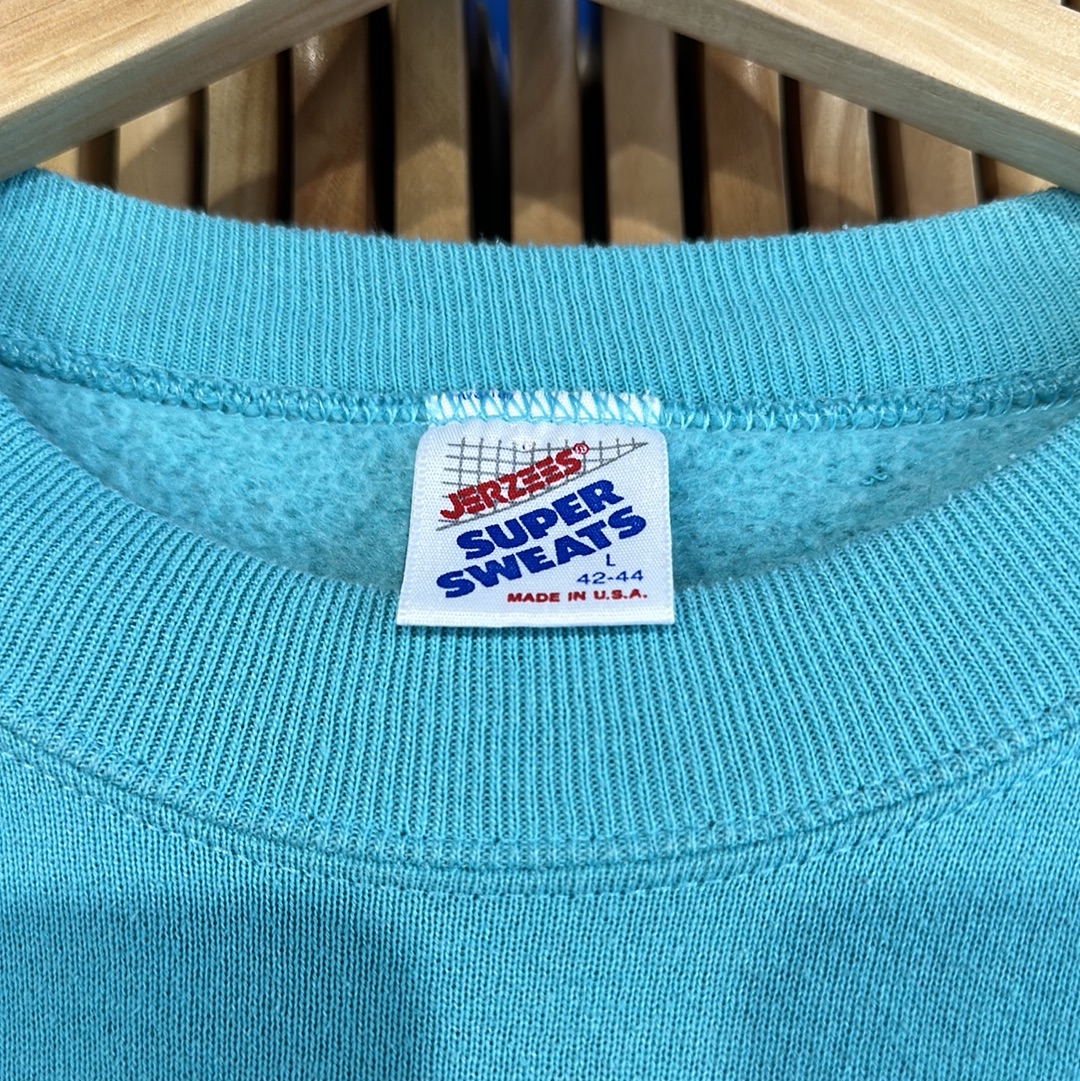 JERZEES®
SUPER
SWEATS
L
42-44
MADE IN U.S.A.